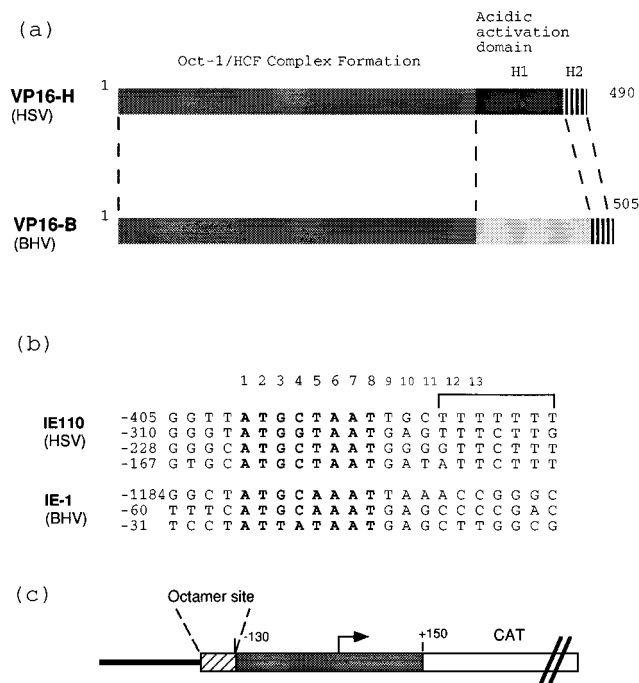 (a)
Acidic
activation
domain
Oct-1/HCF Complex Formation
H1 H2
1
VP16-H
(HSV)
490
1
505
VP16-B
(BHV)
(b)
1 2 3 4 5 6 7 8 9 10 11 12 13
IE110
(HSV)
-405 G G T T A T G C T A A T T G C T T T T T T T
-310 G G G T A T G G T A A T G A G T T T C T T G
-228 G G G C A T G C T A A T G G G G T T C T T T
-167 G T G C A T G C T A A T G A T A T T C T T T
IE-1
(BHV)
-1184 G G C T A T G C A A A T T A A A C C G G G C
-60 T T T C A T G C A A A T G A G C C C C G A C
-31 T C C T A T T A T A A T G A G C T T G G C G
(c)
Octamer site
-130
+150
CAT